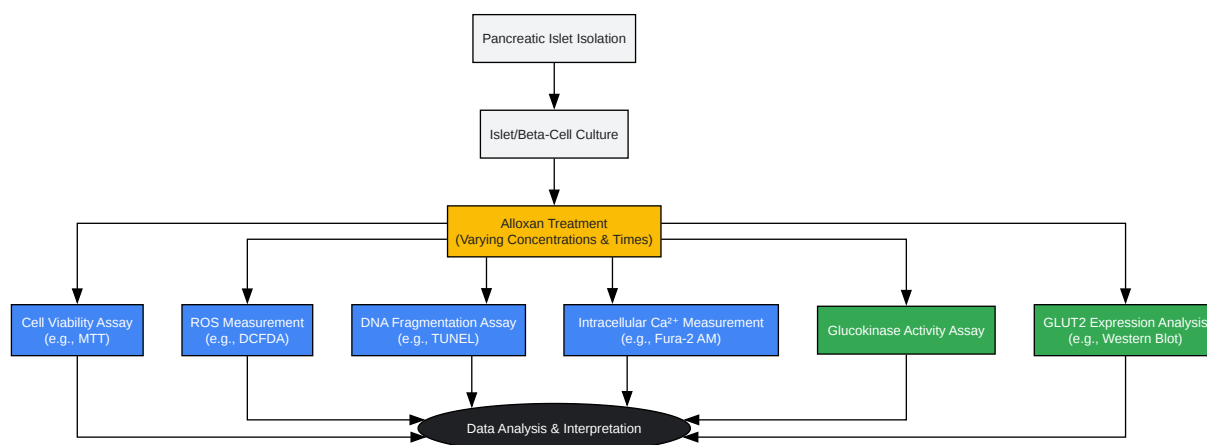 Pancreatic Islet Isolation
Islet/Beta-Cell Culture
Alloxan Treatment
(Varying Concentrations & Times)
Cell Viability Assay
(e.g., MTT)
ROS Measurement
(e.g., DCFDA)
DNA Fragmentation Assay
(e.g., TUNEL)
Intracellular Ca²⁺ Measurement
(e.g., Fura-2 AM)
Glucokinase Activity Assay
GLUT2 Expression Analysis
(e.g., Western Blot)
Data Analysis & Interpretation